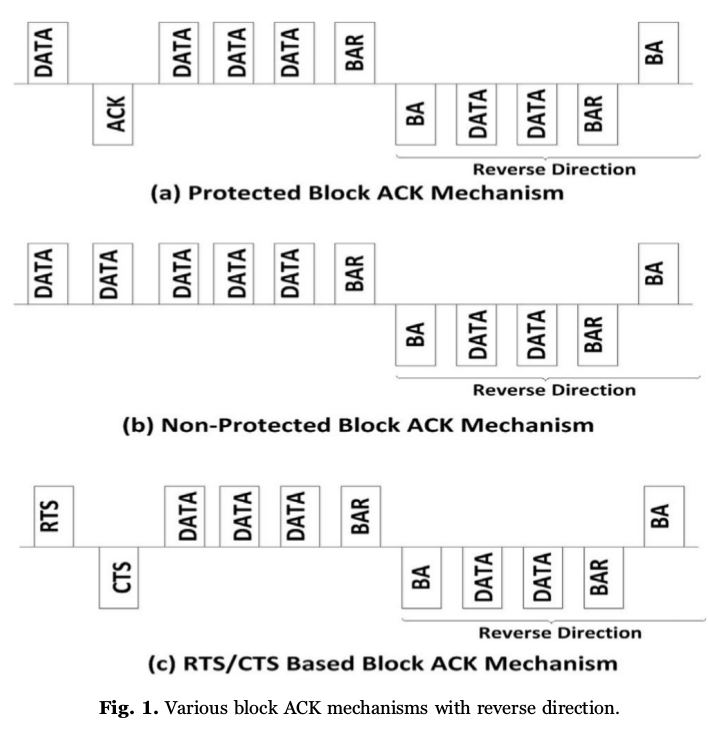 DATA
ACK
DATA
DATA
DATA
BAR
BA
DATA
DATA
BAR
BA
Reverse Direction
(a) Protected Block ACK Mechanism
DATA
DATA
DATA
DATA
DATA
BAR
BA
DATA
DATA
BAR
BA
Reverse Direction
(b) Non-Protected Block ACK Mechanism
RTS
CTS
DATA
DATA
DATA
BAR
BA
DATA
DATA
BAR
BA
Reverse Direction
(c) RTS/CTS Based Block ACK Mechanism
Fig. 1. Various block ACK mechanisms with reverse direction.